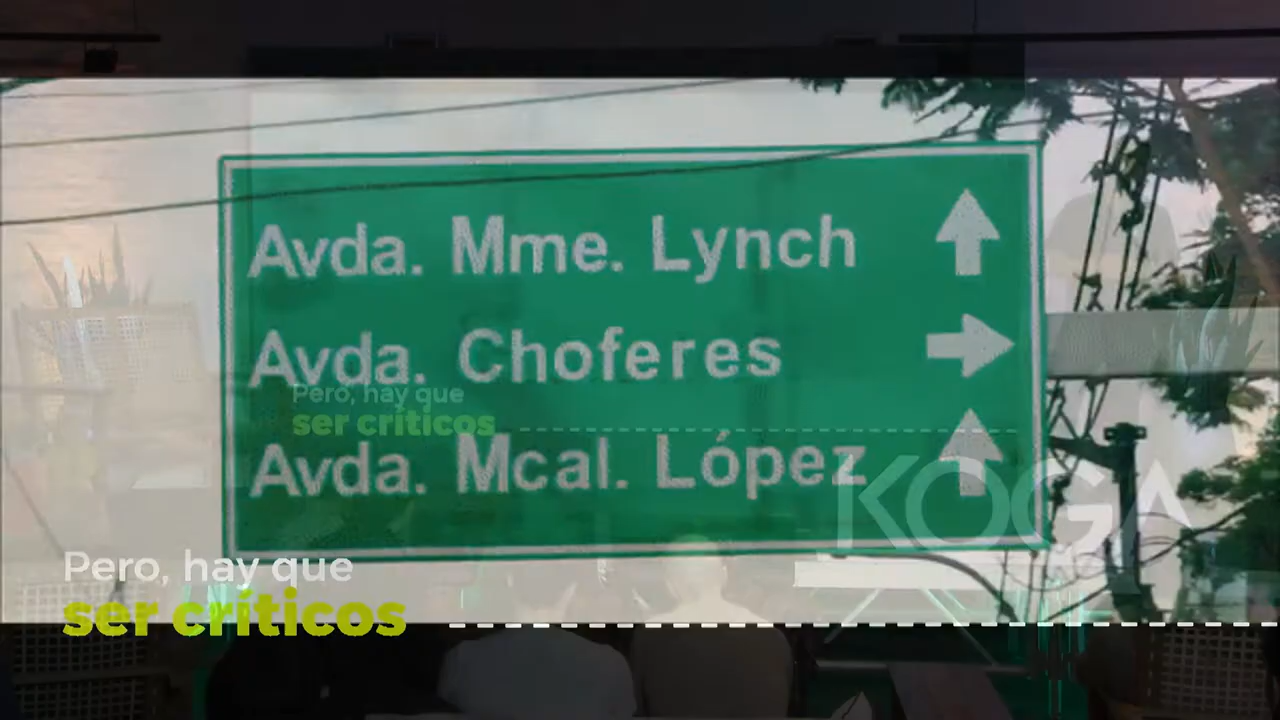 Avda. Mme. Lynch
Avda. Choferes
Pero, hay que
ser críticos
Avda. Mcal. López
KOGA
Pero, hay que
ser críticos